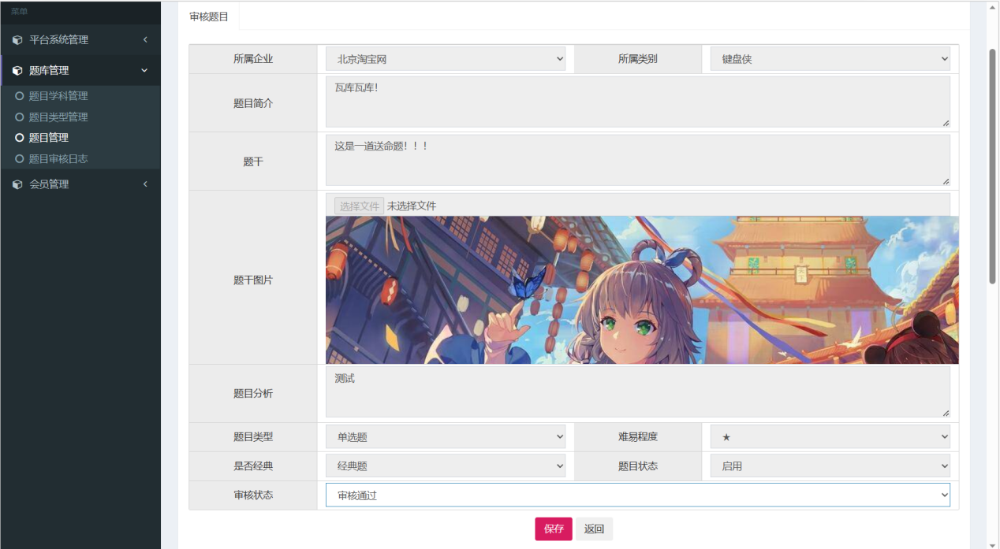 菜单
平台系统管理
题库管理
题目学科管理
题目类型管理
题目管理
题目审核日志
会员管理
审核题目
所属企业 北京淘宝网 所属类别 键盘侠
题目简介 瓦库瓦库！
题干 这是一道送命题！！！
题干图片 选择文件 未选择文件
天下
题目分析 测试
题目类型 单选题 难易程度 ★
是否经典 经典题 题目状态 启用
审核状态 审核通过
保存 返回